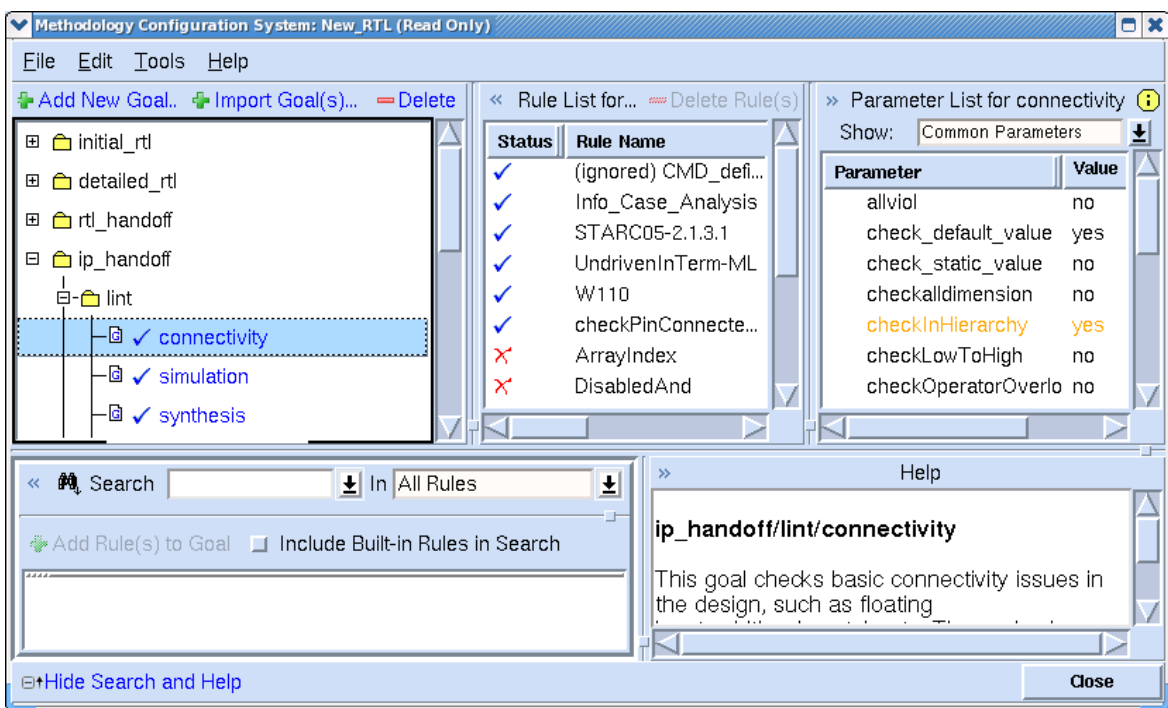 Methodology Configuration System: New_RTL (Read Only)
File Edit Tools Help
Add New Goal.. Import Goal(s)... Delete
initial_rtl
detailed_rtl
rtl_handoff
ip_handoff
lint
connectivity
simulation
synthesis
Rule List for... Delete Rule(s)
Status Rule Name
(ignored) CMD_defi...
Info_Case_Analysis
STARC05-2.1.3.1
UndrivenInTerm-ML
W110
checkPinConnecte...
ArrayIndex
DisabledAnd
Parameter List for connectivity
Show: Common Parameters
Parameter Value
allviol no
check_default_value yes
check_static_value no
checkalldimension no
checkInHierarchy yes
checkLowToHigh no
checkOperatorOverlo no
Search In All Rules
Add Rule(s) to Goal Include Built-in Rules in Search
Help
ip_handoff/lint/connectivity
This goal checks basic connectivity issues in
the design, such as floating
Hide Search and Help
Close